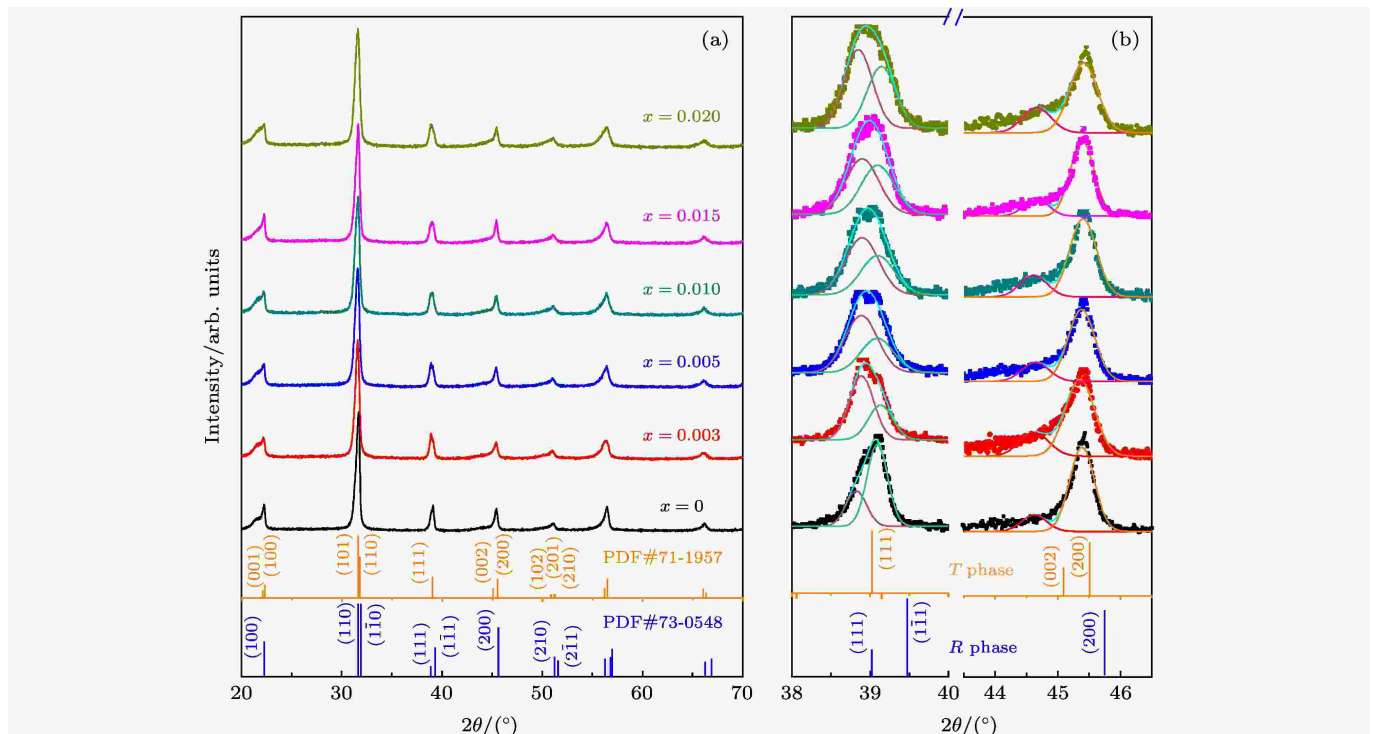 (a)
x = 0.020
x = 0.015
x = 0.010
x = 0.005
x = 0.003
x = 0
Intensity/arb. units
(001)
(100)
(101)
(110)
(111)
(002)
(200)
(102)
(201)
(210)
PDF#71-1957
(100)
(110)
(11̅0)
(111)
(11̅1)
(200)
(210)
(21̅1)
PDF#73-0548
20 30 40 50 60 70
2θ/(°)
(b)
(111)
T phase
(002)
(200)
(111)
(11̅1)
R phase
(200)
38 39 40 44 45 46
2θ/(°) 2θ/(°)